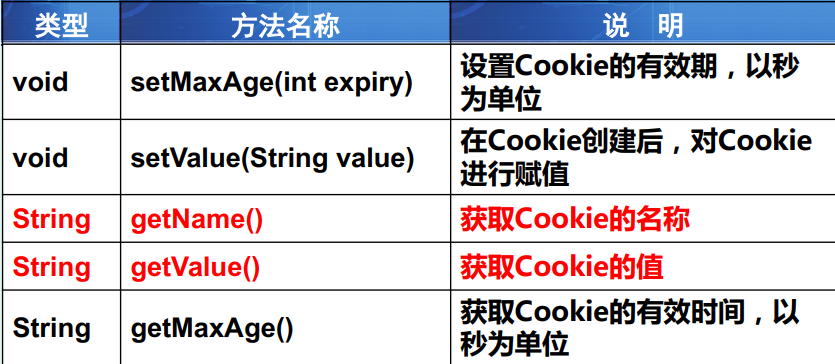 类型 方法名称 说 明
void setMaxAge(int expiry) 设置Cookie的有效期，以秒
为单位
void setValue(String value) 在Cookie创建后，对Cookie
进行赋值
String getName() 获取Cookie的名称
String getValue() 获取Cookie的值
String getMaxAge() 获取Cookie的有效时间，以
秒为单位